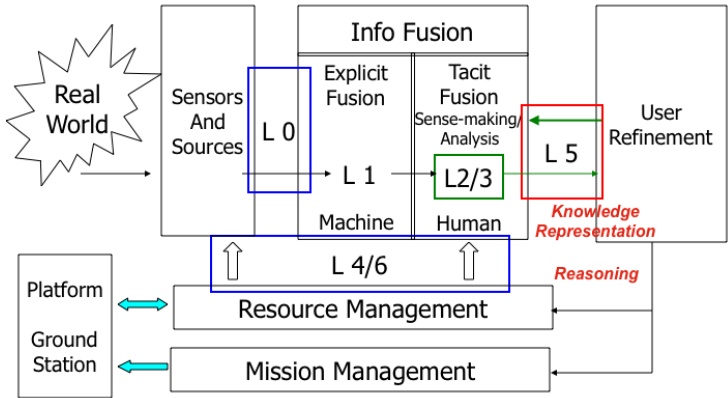 Info Fusion
Real
World
Sensors
And
Sources
L 0
Explicit
Fusion
L 1
Machine
Tacit
Fusion
Sense-making/
Analysis
L2/3
Human
L 5
User
Refinement
Knowledge
Representation
Reasoning
L 4/6
Platform
Ground
Station
Resource Management
Mission Management